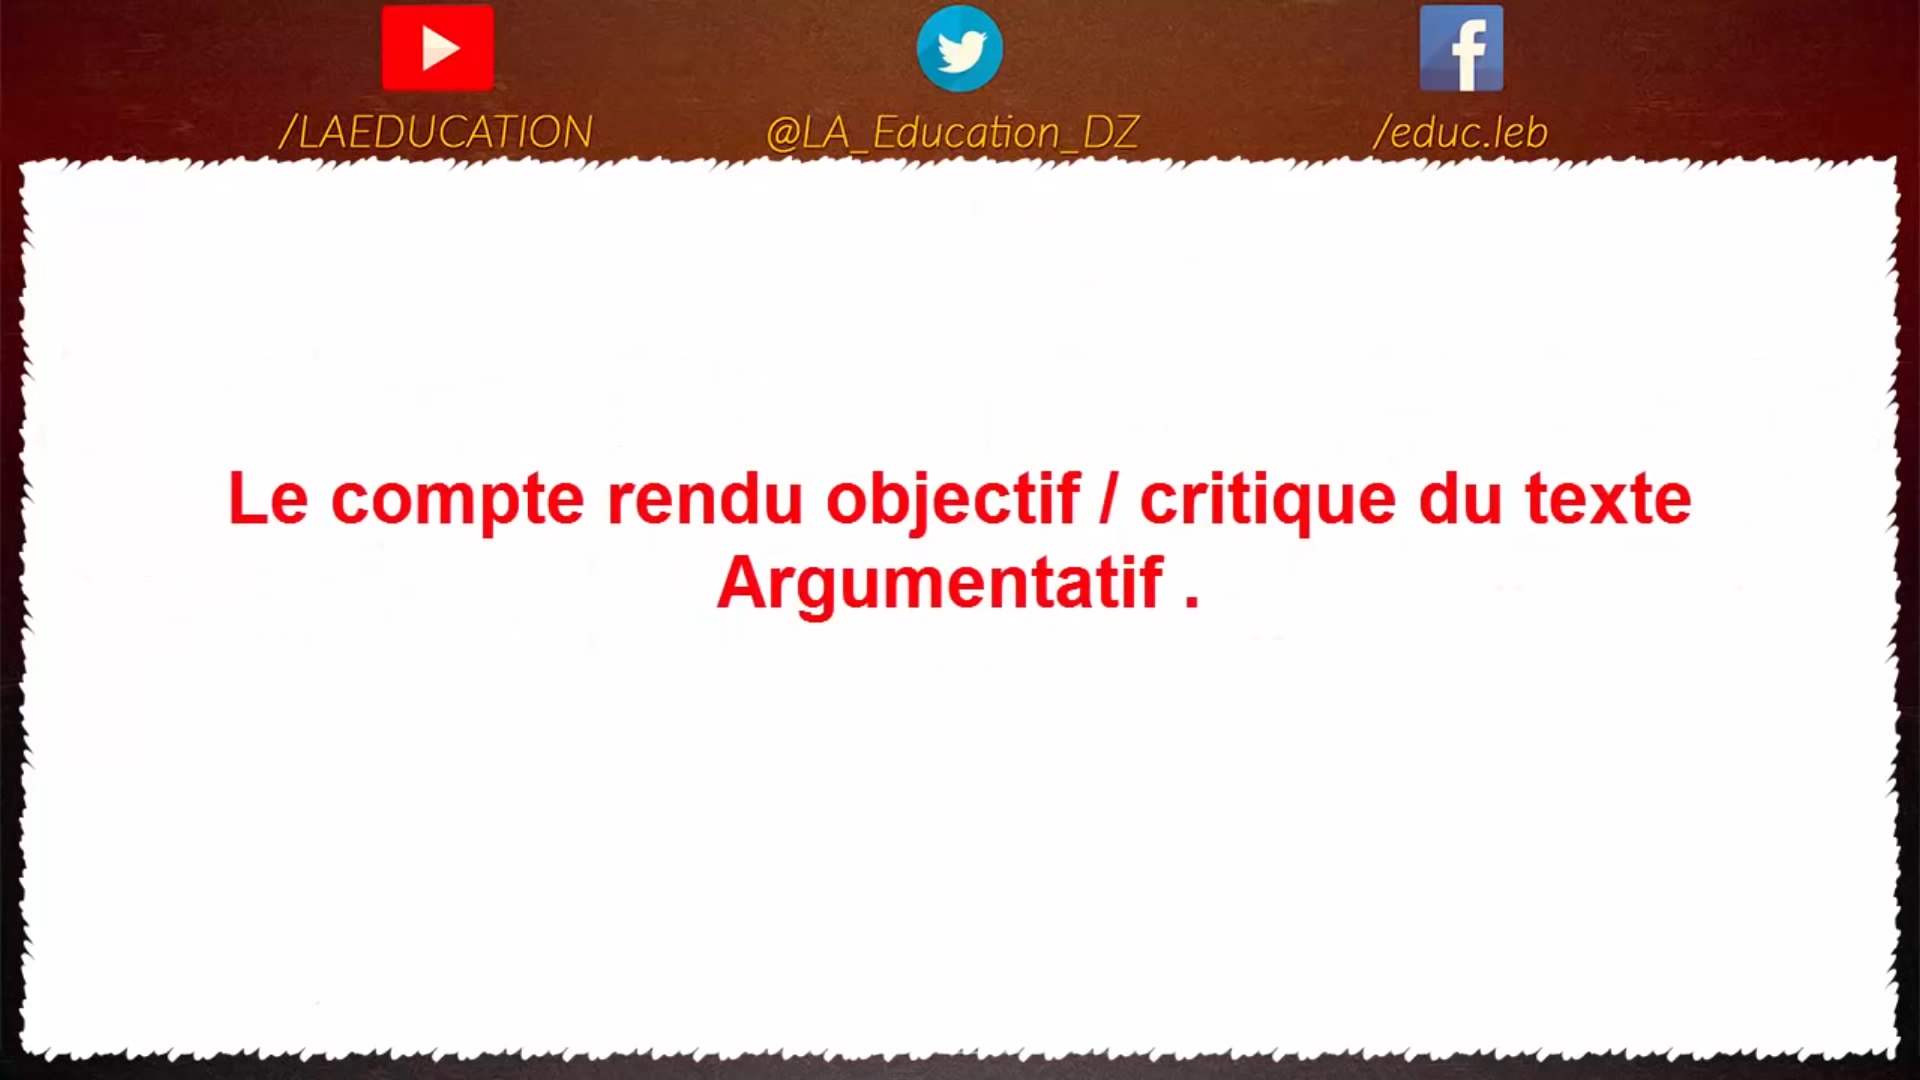 /LAEDUCATION
@LA_Education_DZ
/educ.leb
Le compte rendu objectif / critique du texte
Argumentatif .